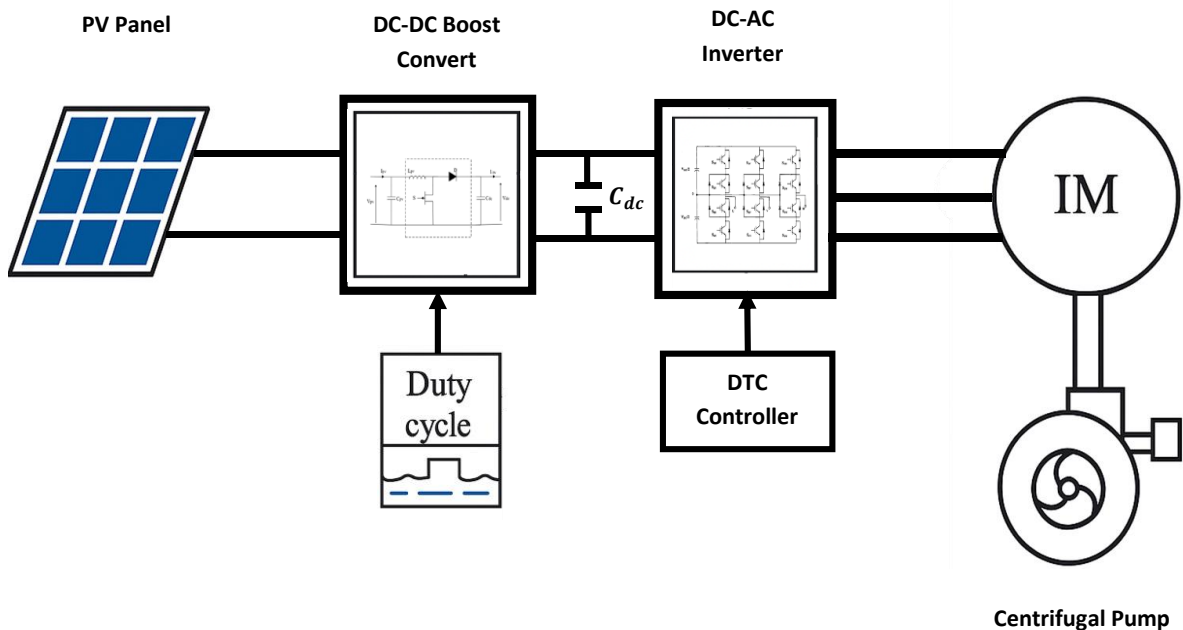 PV Panel
DC-DC Boost
Convert
DC-AC
Inverter
C_dc
IM
Duty
cycle
DTC
Controller
Centrifugal Pump